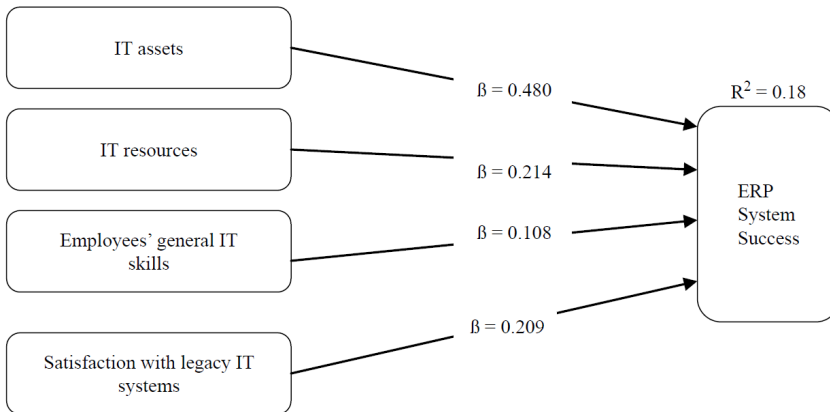 IT assets
ß = 0.480
R² = 0.18
IT resources
ß = 0.214
ERP
System
Success
Employees’ general IT
skills
ß = 0.108
ß = 0.209
Satisfaction with legacy IT
systems